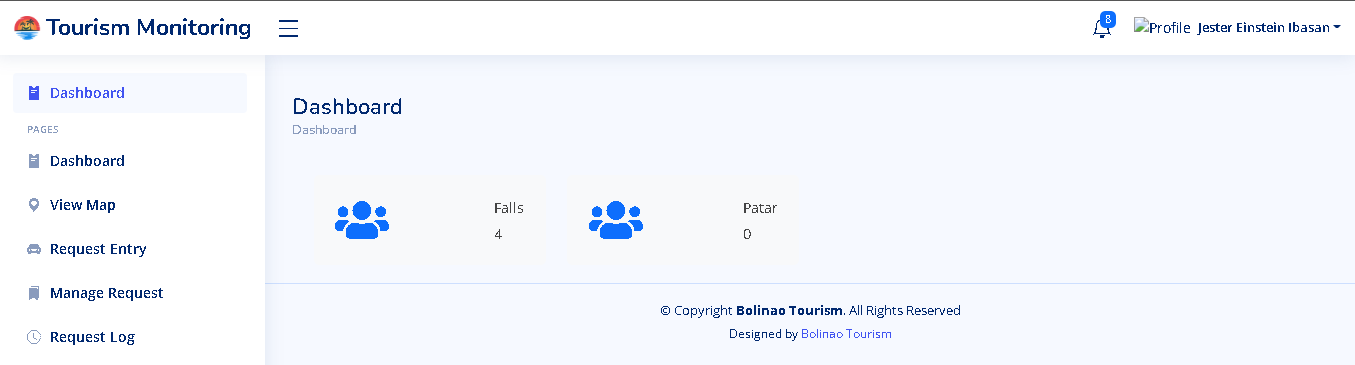 Tourism Monitoring
8
Profile
Jester Einstein Ibasan
Dashboard
PAGES
Dashboard
View Map
Request Entry
Manage Request
Request Log
Dashboard
Dashboard
Falls
4
Patar
0
© Copyright Bolinao Tourism. All Rights Reserved
Designed by Bolinao Tourism